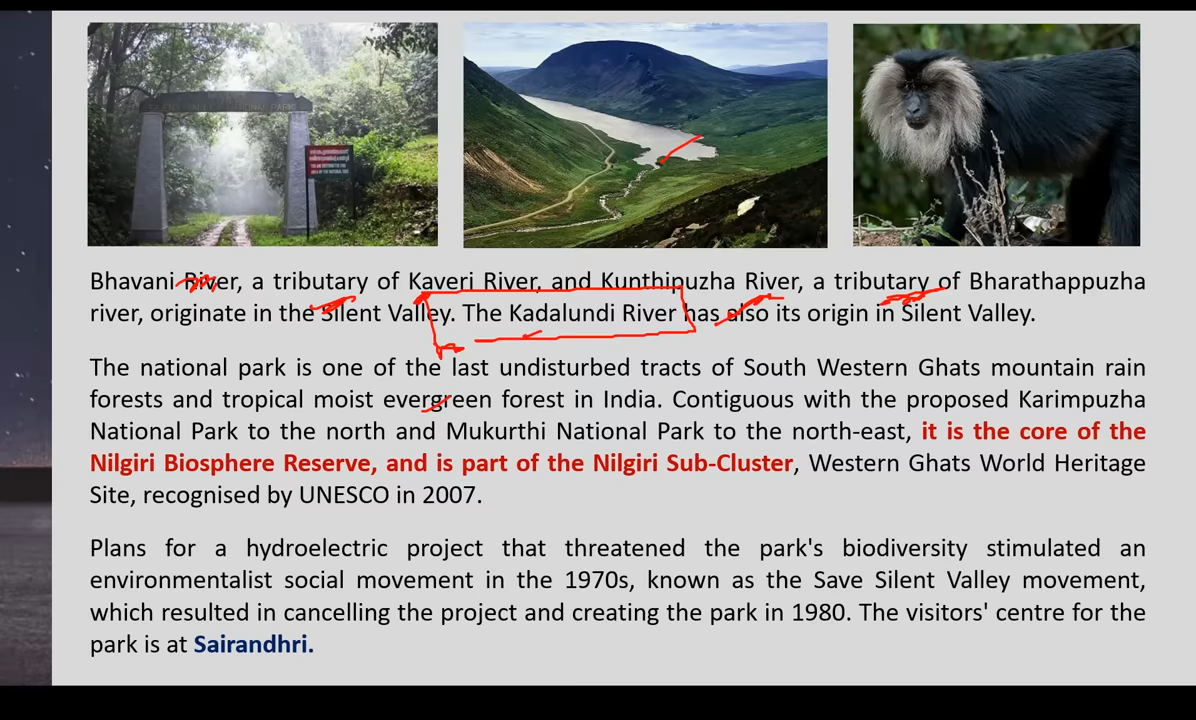 Bhavani River, a tributary of Kaveri River, and Kunthipuzha River, a tributary of Bharathappuzha
river, originate in the Silent Valley. The Kadalundi River has also its origin in Silent Valley.
The national park is one of the last undisturbed tracts of South Western Ghats mountain rain
forests and tropical moist evergreen forest in India. Contiguous with the proposed Karimpuzha
National Park to the north and Mukurthi National Park to the north-east, it is the core of the
Nilgiri Biosphere Reserve, and is part of the Nilgiri Sub-Cluster, Western Ghats World Heritage
Site, recognised by UNESCO in 2007.
Plans for a hydroelectric project that threatened the park's biodiversity stimulated an
environmentalist social movement in the 1970s, known as the Save Silent Valley movement,
which resulted in cancelling the project and creating the park in 1980. The visitors' centre for the
park is at Sairandhri.